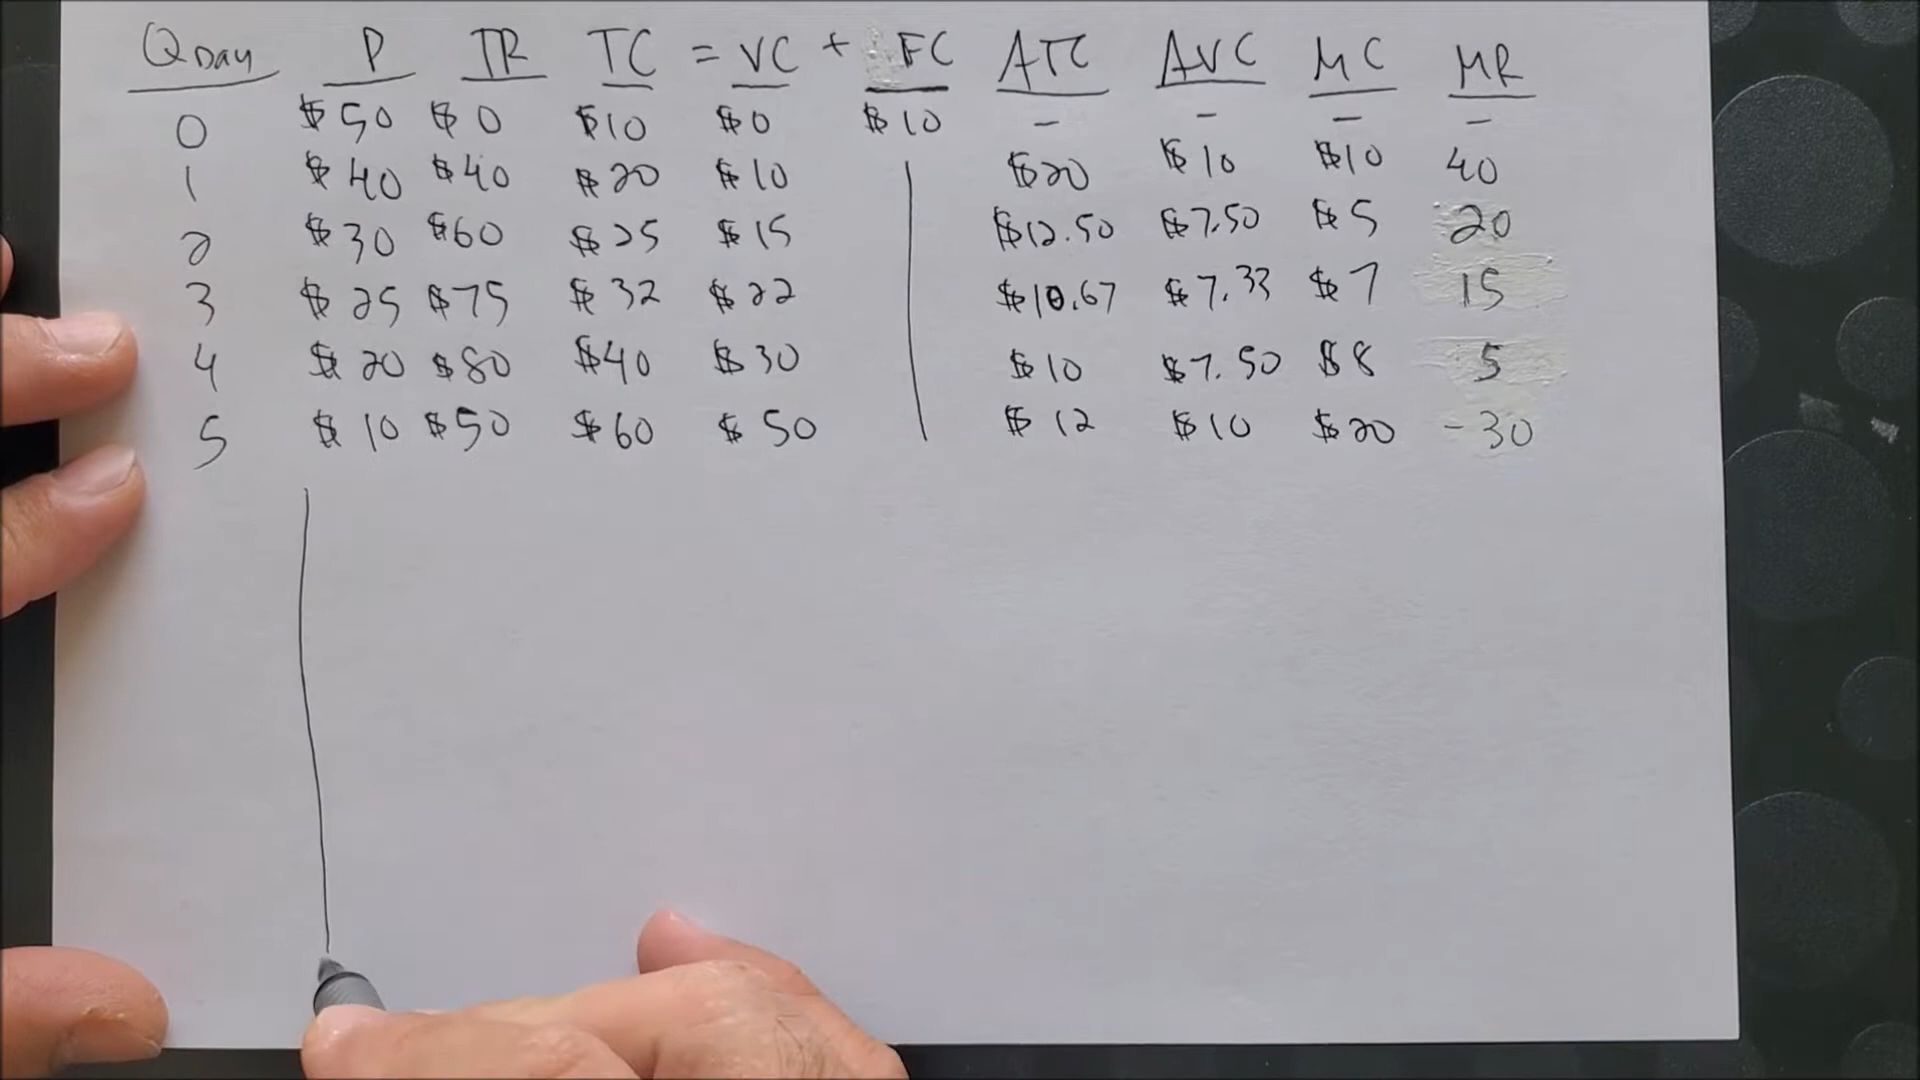 Q Day P TR TC = VC + FC ATC AVC MC MR
0 $50 $0 $10 $0 $10 - - - -
1 $40 $40 $20 $10 $20 $10 $10 40
2 $30 $60 $25 $15 $12.50 $7.50 $5 20
3 $25 $75 $32 $22 $10.67 $7.33 $7 15
4 $20 $80 $40 $30 $10 $7.50 $8 5
5 $10 $50 $60 $50 $12 $10 $20 -30